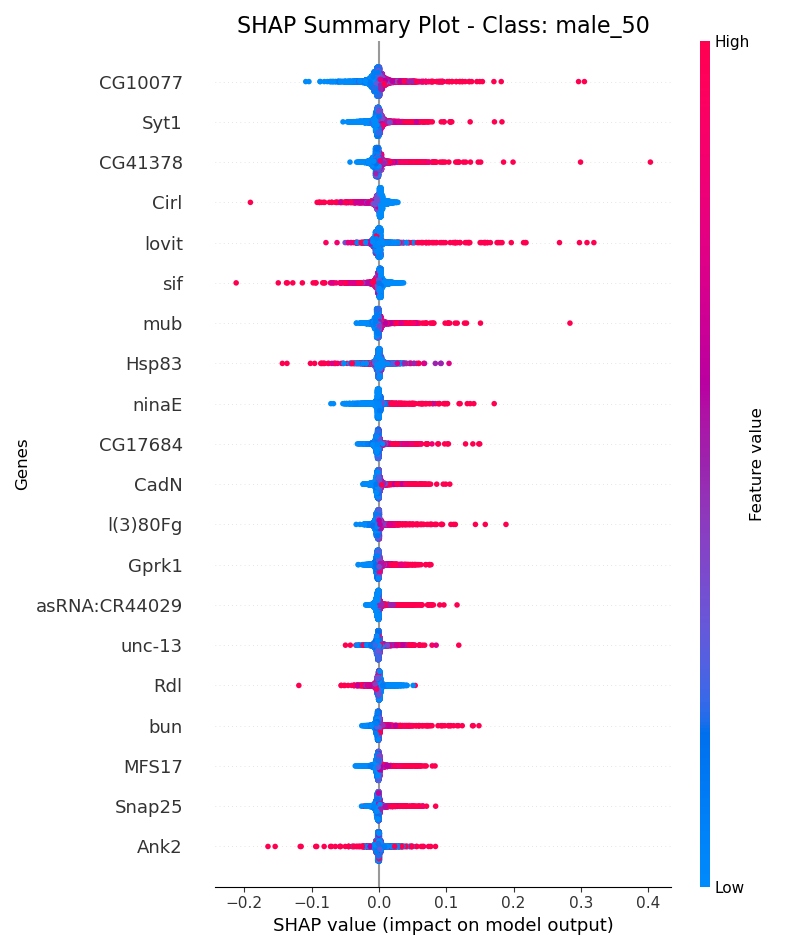 SHAP Summary Plot - Class: male_50
High
CG10077
Syt1
CG41378
Cirl
lovit
sif
mub
Hsp83
ninaE
CG17684
CadN
l(3)80Fg
Gprk1
asRNA:CR44029
unc-13
Rdl
bun
MFS17
Snap25
Ank2
Genes
Feature value
Low
−0.2 −0.1 0.0 0.1 0.2 0.3 0.4
SHAP value (impact on model output)